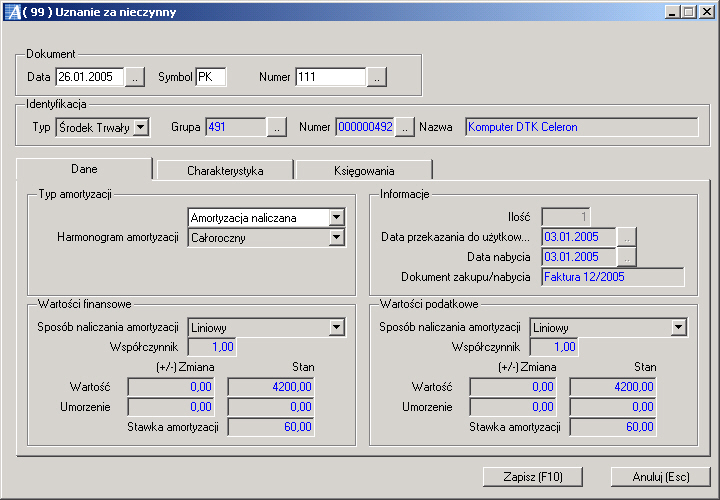 A ( 99 ) Uznanie za nieczynny
Dokument
Data 26.01.2005 .. Symbol PK Numer 111 ..
Identyfikacja
Typ Środek Trwały Grupa 491 .. Numer 000000492 .. Nazwa Komputer DTK Celeron
Dane Charakterystyka Księgowania
Typ amortyzacji
Amortyzacja naliczana
Harmonogram amortyzacji Całoroczny
Informacje
Ilość 1
Data przekazania do użytkow... 03.01.2005 ..
Data nabycia 03.01.2005 ..
Dokument zakupu/nabycia Faktura 12/2005
Wartości finansowe
Sposób naliczania amortyzacji Liniowy
Współczynnik 1,00
(+/-) Zmiana Stan
Wartość 0,00 4200,00
Umorzenie 0,00 0,00
Stawka amortyzacji 60,00
Wartości podatkowe
Sposób naliczania amortyzacji Liniowy
Współczynnik 1,00
(+/-) Zmiana Stan
Wartość 0,00 4200,00
Umorzenie 0,00 0,00
Stawka amortyzacji 60,00
Zapisz (F10) Anuluj (Esc)